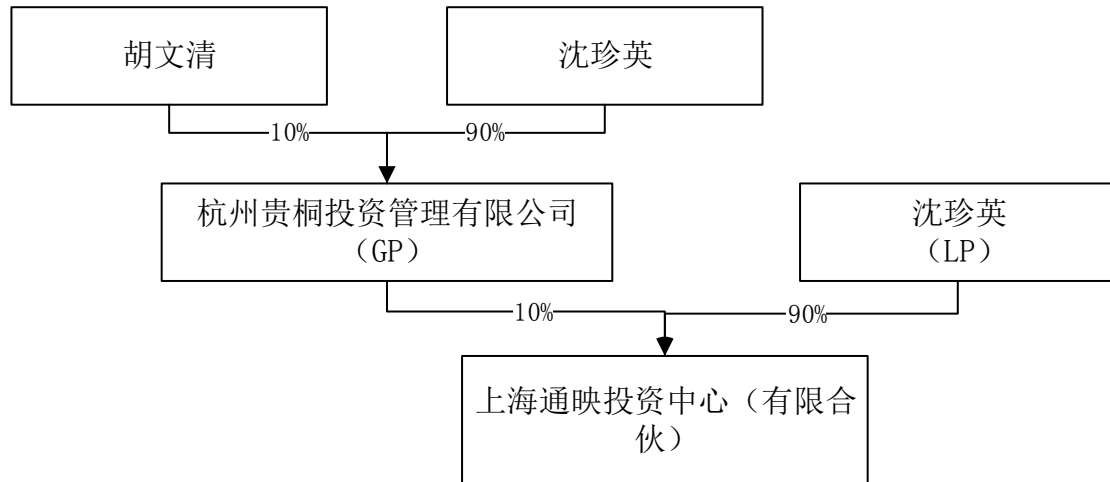 胡文清
沈珍英
10%
90%
杭州贵桐投资管理有限公司
（GP）
沈珍英
（LP）
10%
90%
上海通映投资中心（有限合
伙）